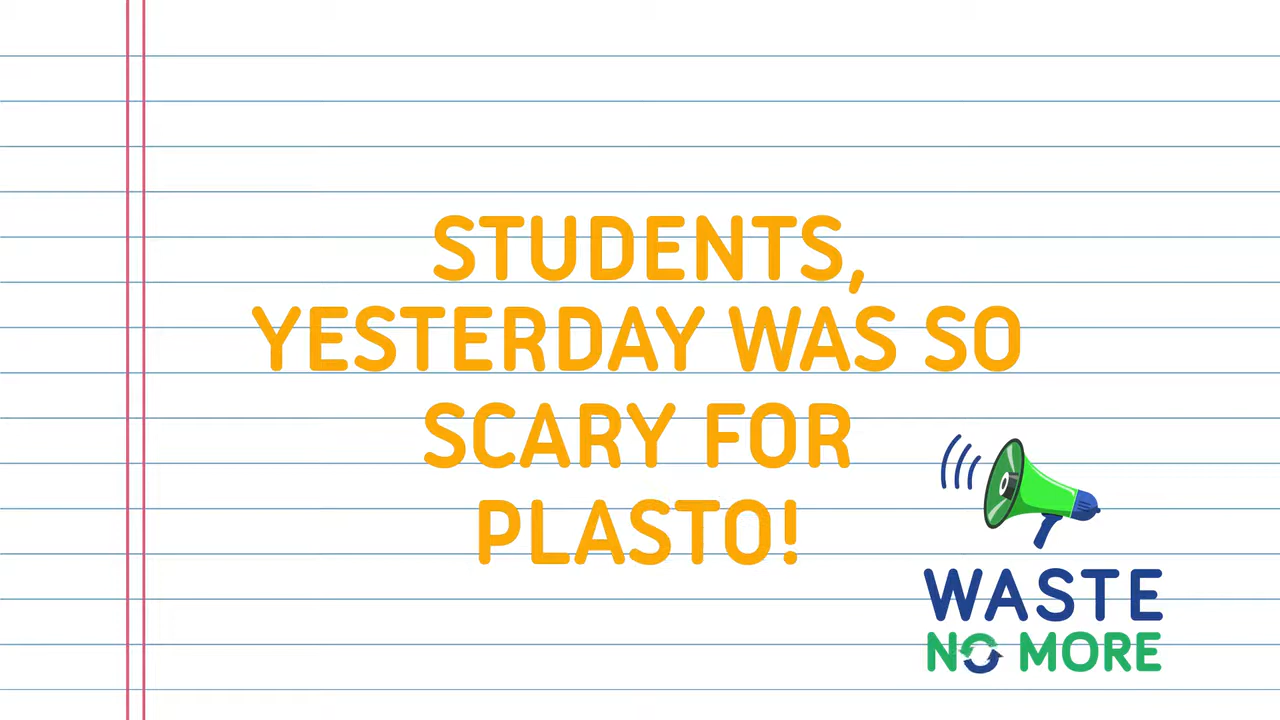 STUDENTS,
YESTERDAY WAS SO
SCARY FOR
PLASTO!
WASTE
NO MORE